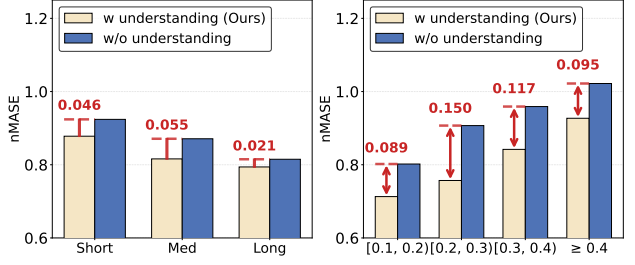 w understanding (Ours)
w/o understanding
nMASE
1.2
1.0
0.8
0.6
0.046
0.055
0.021
Short
Med
Long
w understanding (Ours)
w/o understanding
nMASE
1.2
1.0
0.8
0.6
0.089
0.150
0.117
0.095
[0.1, 0.2)
[0.2, 0.3)
[0.3, 0.4)
≥ 0.4